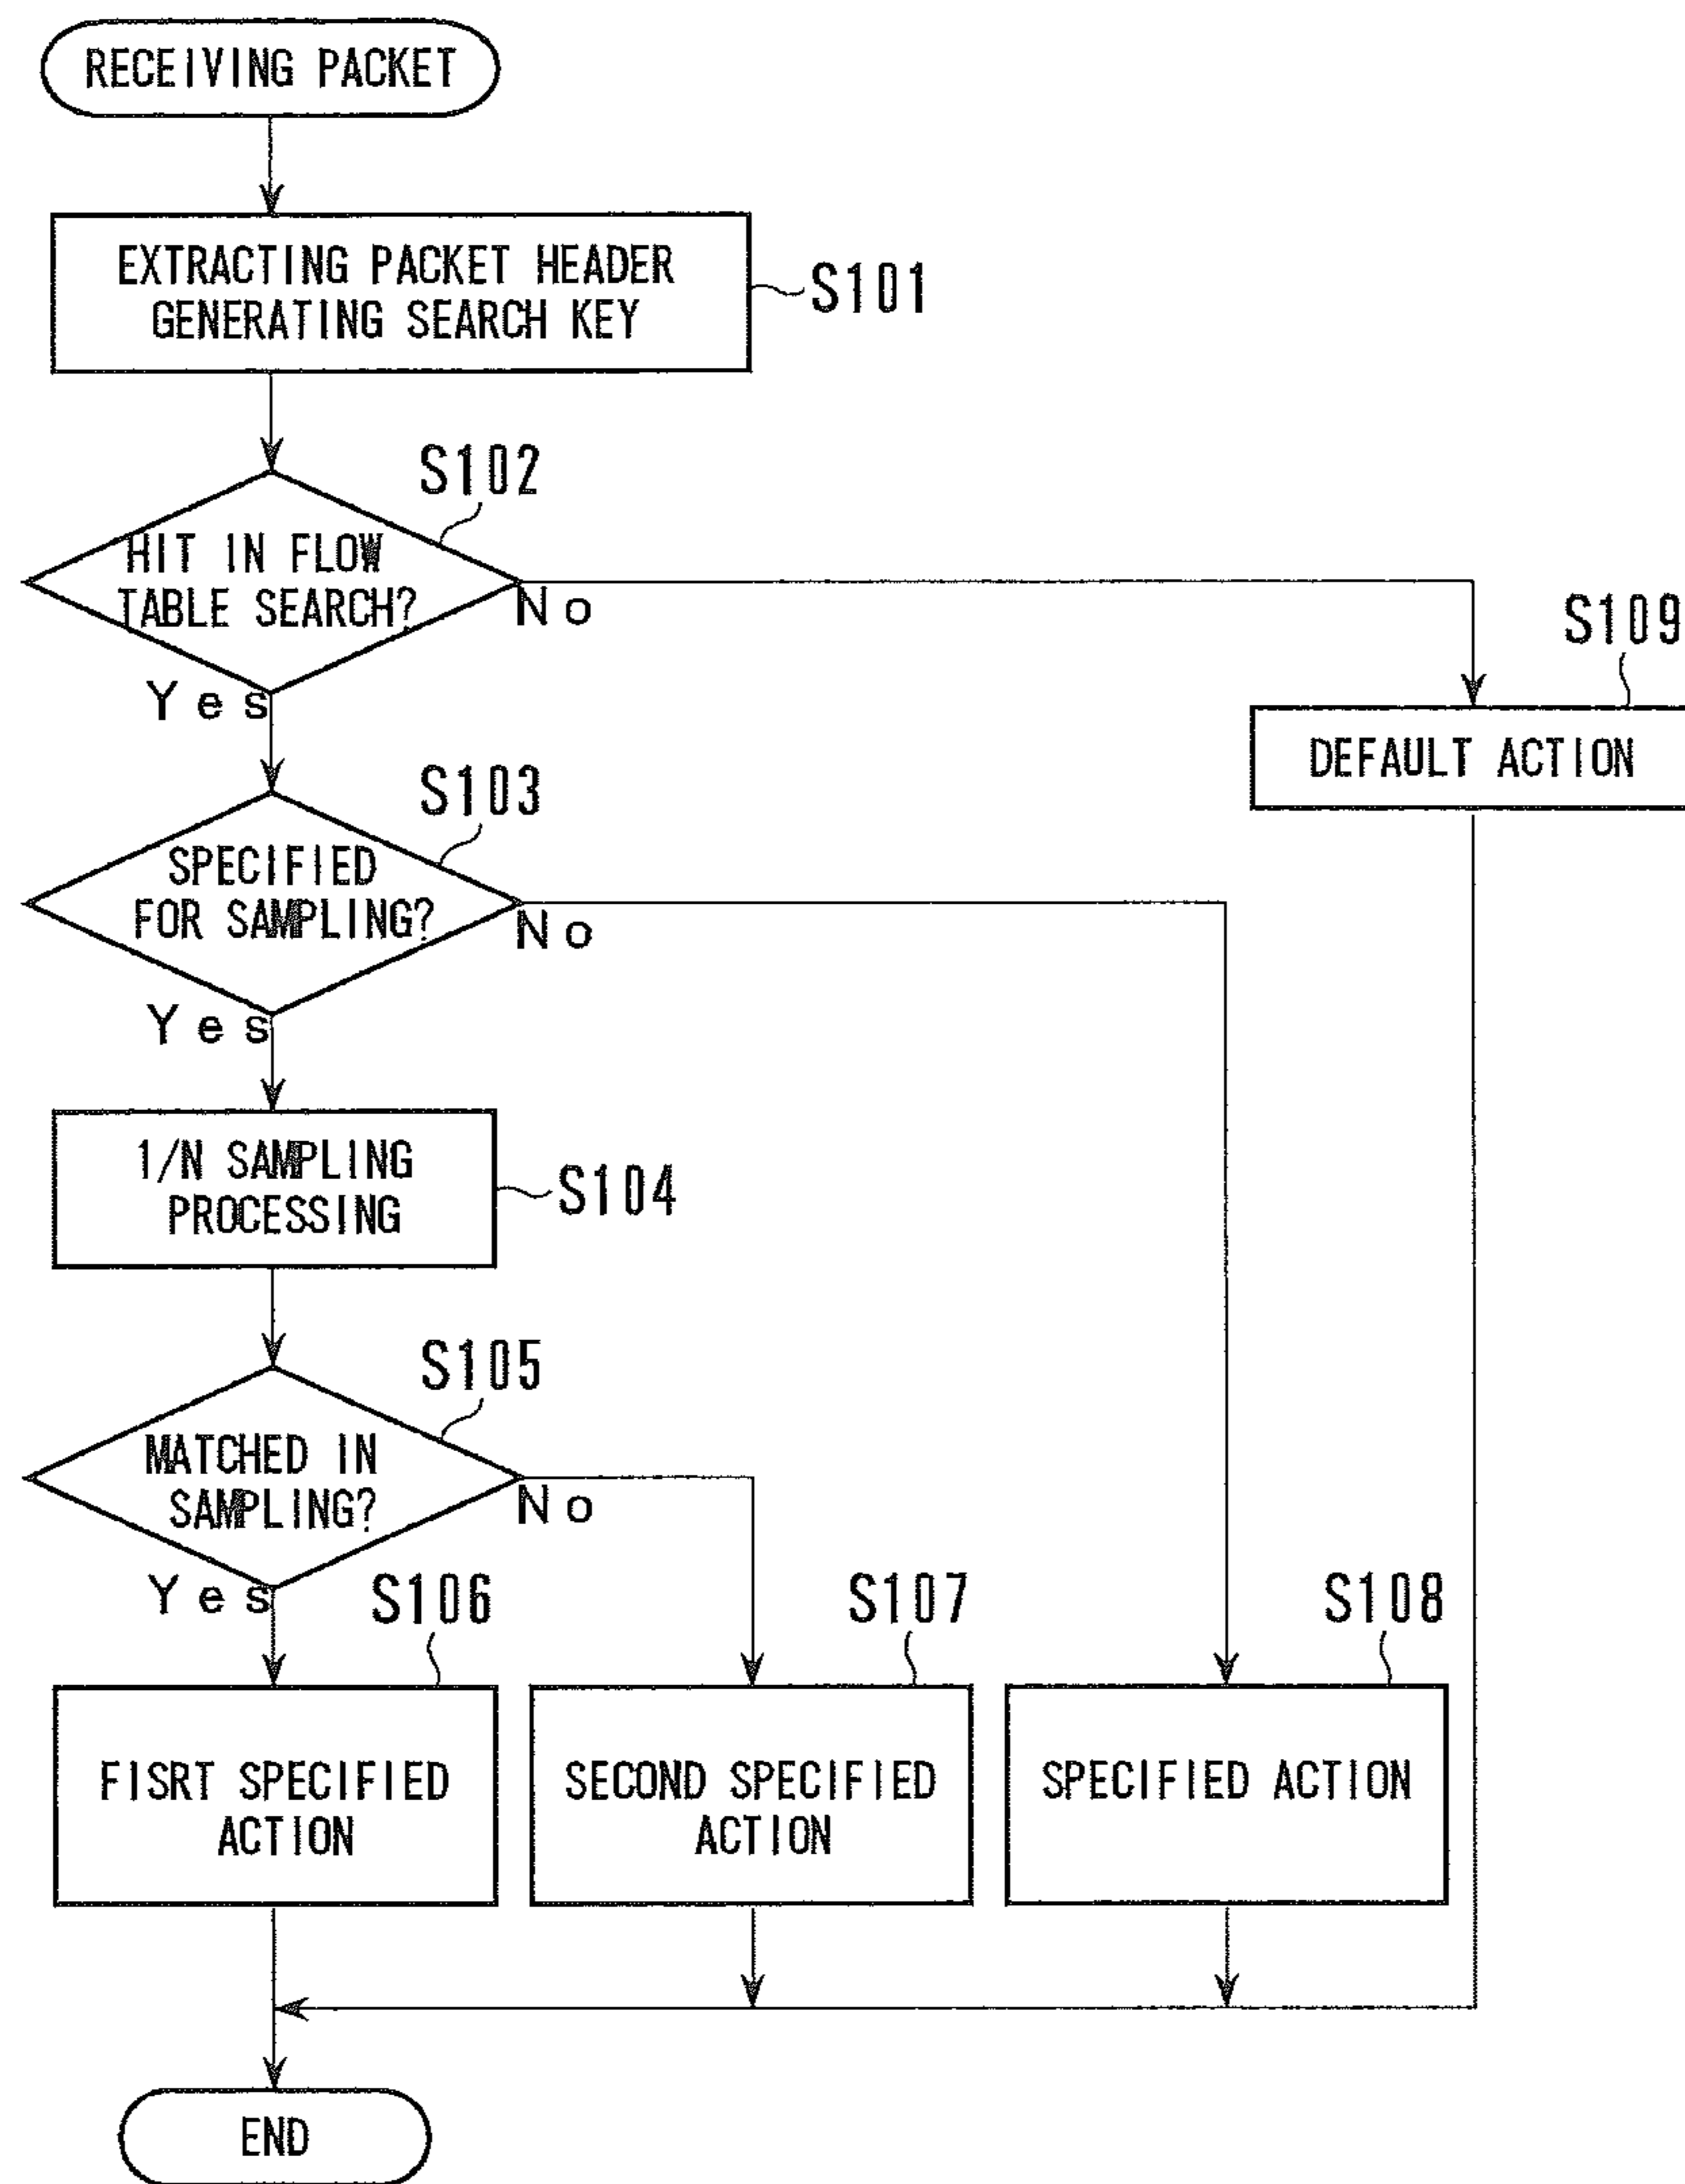 RECEIVING PACKET
EXTRACTING PACKET HEADER
GENERATING SEARCH KEY
S101
S102
HIT IN FLOW
TABLE SEARCH?
No
Yes
S109
DEFAULT ACTION
S103
SPECIFIED
FOR SAMPLING?
No
Yes
1/N SAMPLING
PROCESSING
S104
S105
MATCHED IN
SAMPLING?
No
Yes
S106
FISRT SPECIFIED
ACTION
S107
SECOND SPECIFIED
ACTION
S108
SPECIFIED ACTION
END